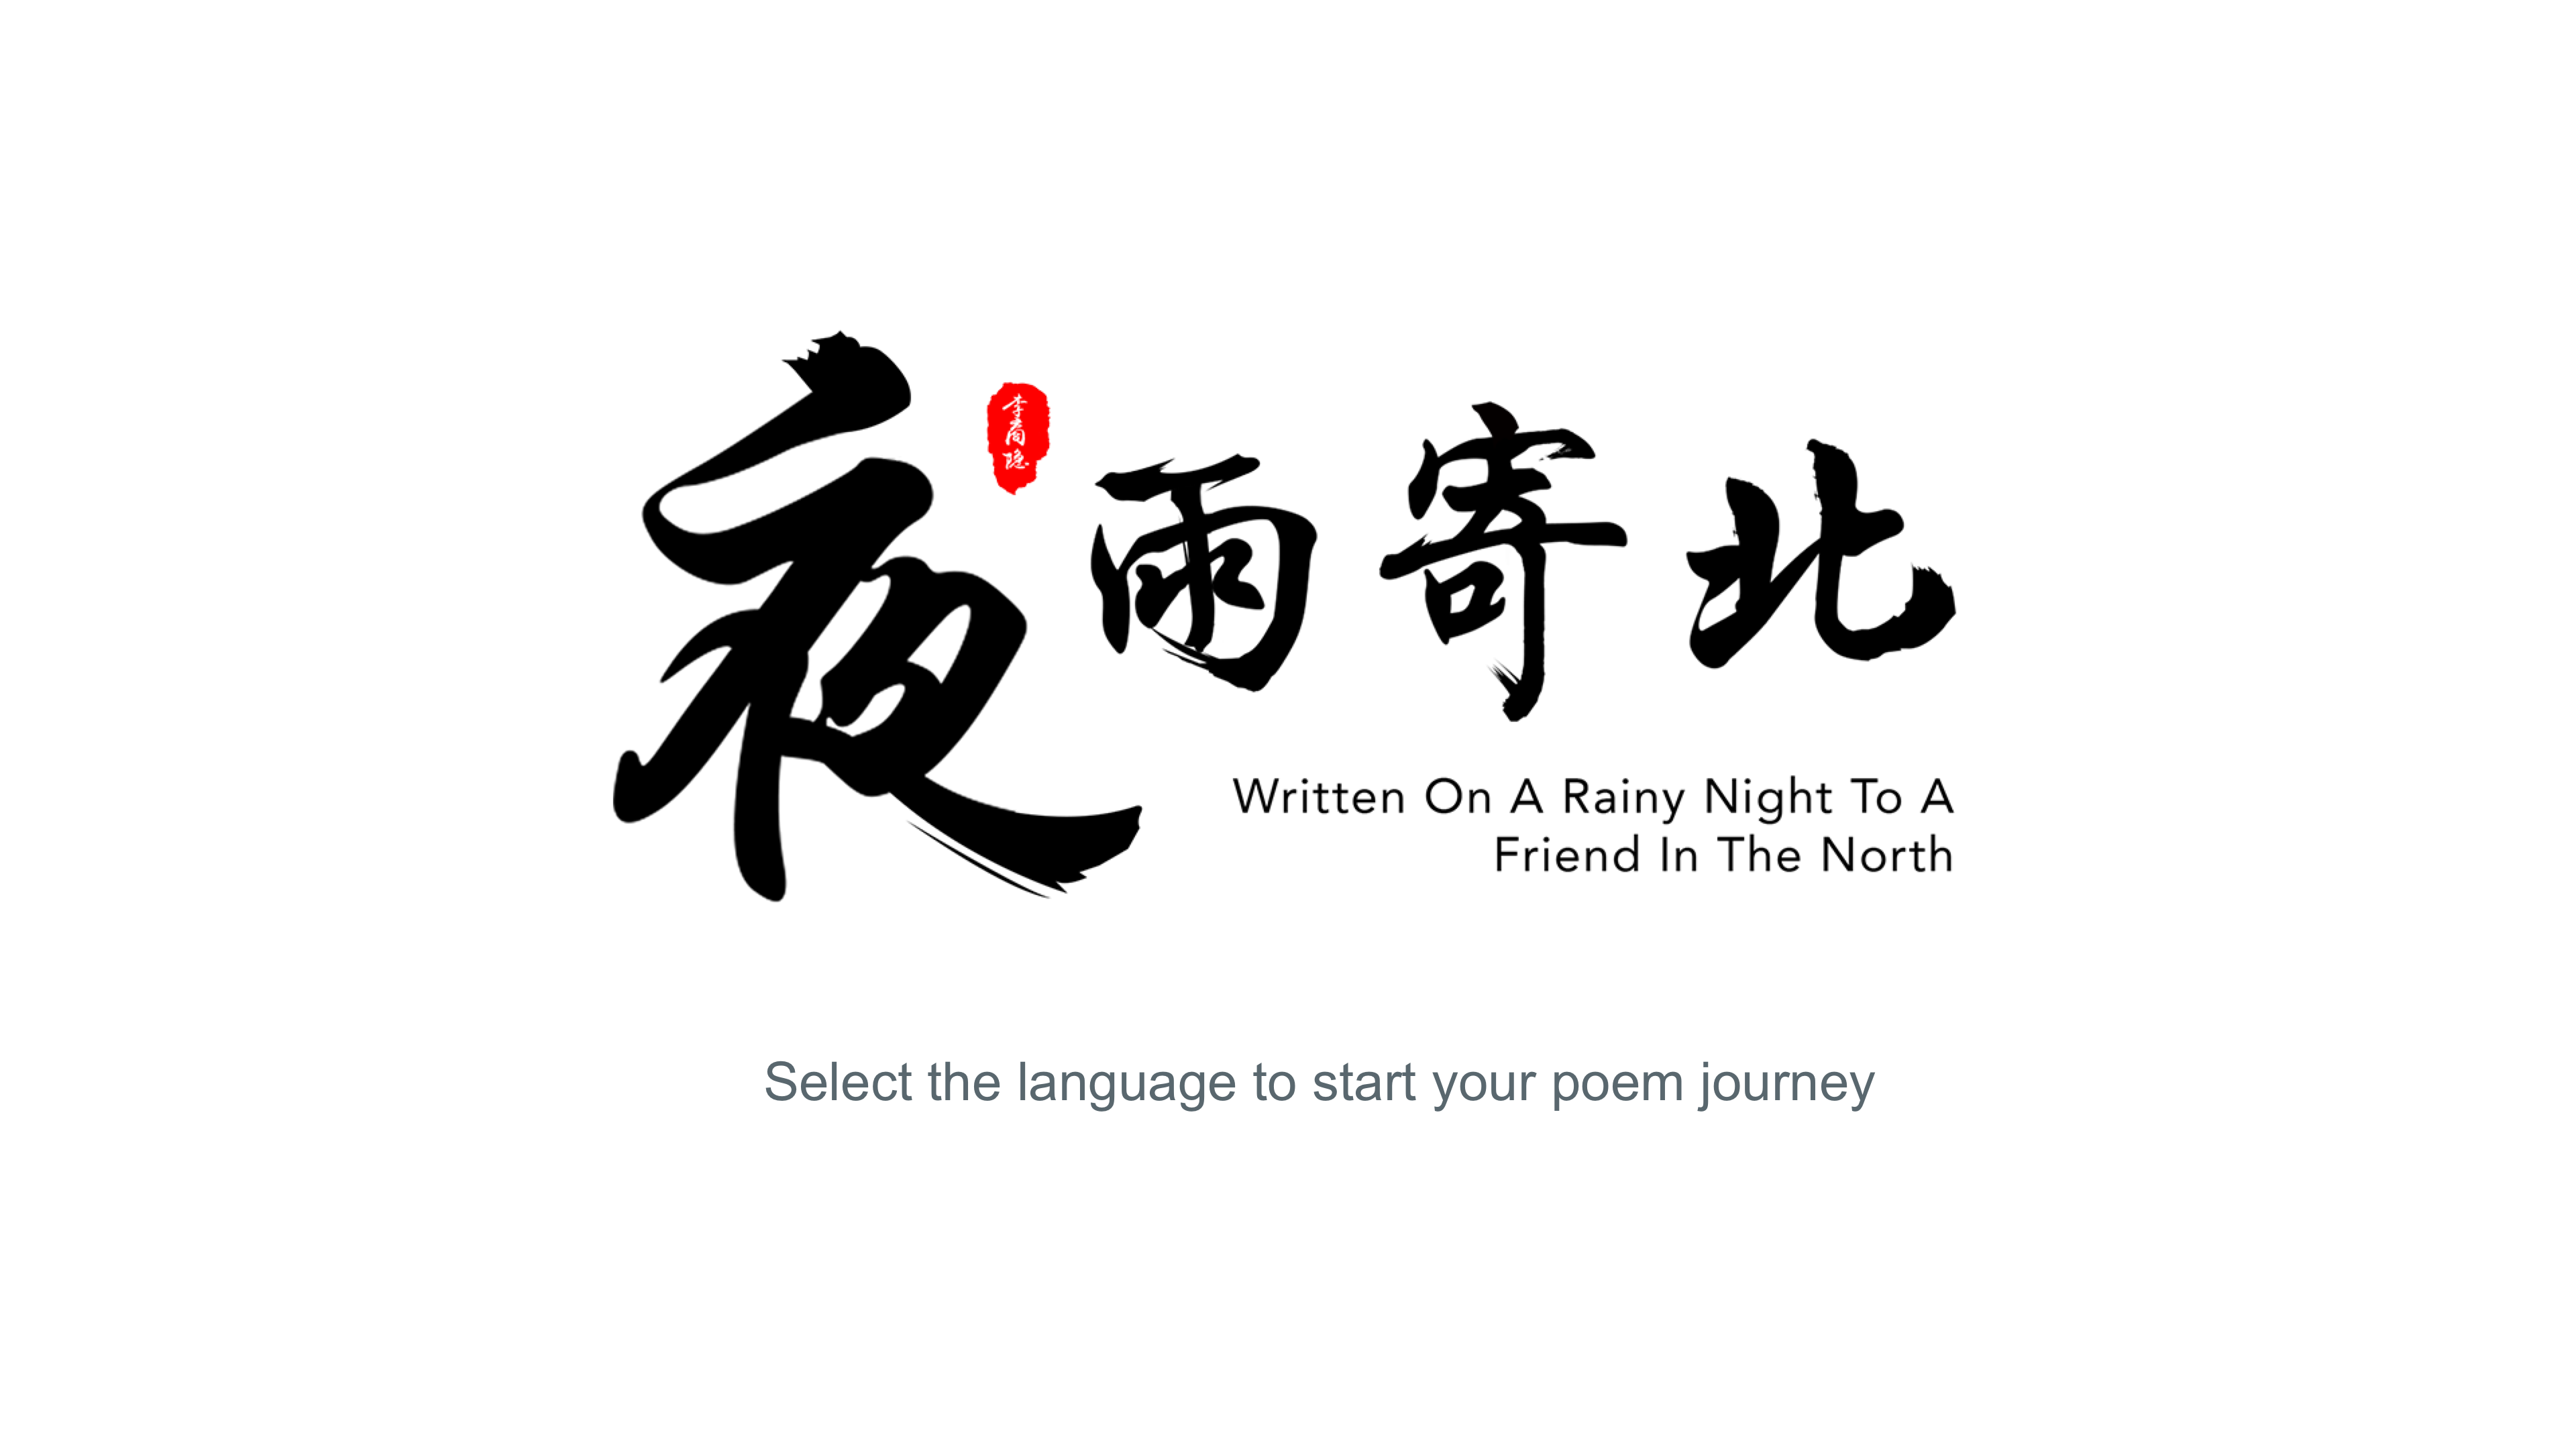 夜雨寄北
李商隱
Written On A Rainy Night To A
Friend In The North
Select the language to start your poem journey